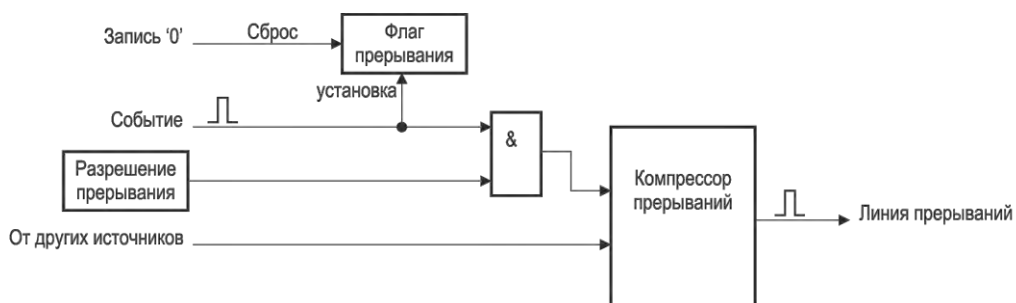 Запись ‘0’
Сброс
Флаг
прерывания
установка
Событие
&
Разрешение
прерывания
Компрессор
прерываний
Линия прерываний
От других источников